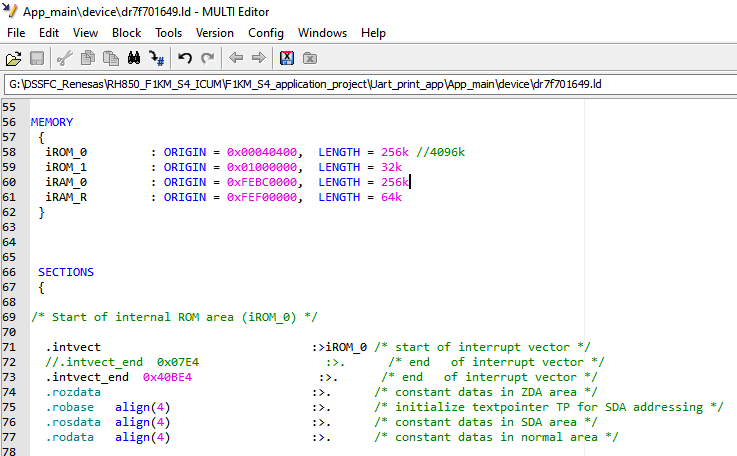 App_main\device\dr7f701649.ld - MULTI Editor
File Edit View Block Tools Version Config Windows Help
G:\DSSFC_Renesas\RH850_F1KM_S4_ICUM\F1KM_S4_application_project\Uart_print_app\App_main\device\dr7f701649.ld
55
56 MEMORY
57 {
58 iROM_0 : ORIGIN = 0x00040400, LENGTH = 256k //4096k
59 iROM_1 : ORIGIN = 0x01000000, LENGTH = 32k
60 iRAM_0 : ORIGIN = 0xFEBC0000, LENGTH = 256k
61 iRAM_R : ORIGIN = 0xFEF00000, LENGTH = 64k
62 }
63
64
65
66 SECTIONS
67 {
68
69 /* Start of internal ROM area (iROM_0) */
70
71 .intvect :>iROM_0 /* start of interrupt vector */
72 //.intvect_end 0x07E4 :>. /* end of interrupt vector */
73 .intvect_end 0x40BE4 :>. /* end of interrupt vector */
74 .rozdata :>. /* constant datas in ZDA area */
75 .robase align(4) :>. /* initialize textpointer TP for SDA addressing */
76 .rosdata align(4) :>. /* constant datas in SDA area */
77 .rodata align(4) :>. /* constant datas in normal area */
78